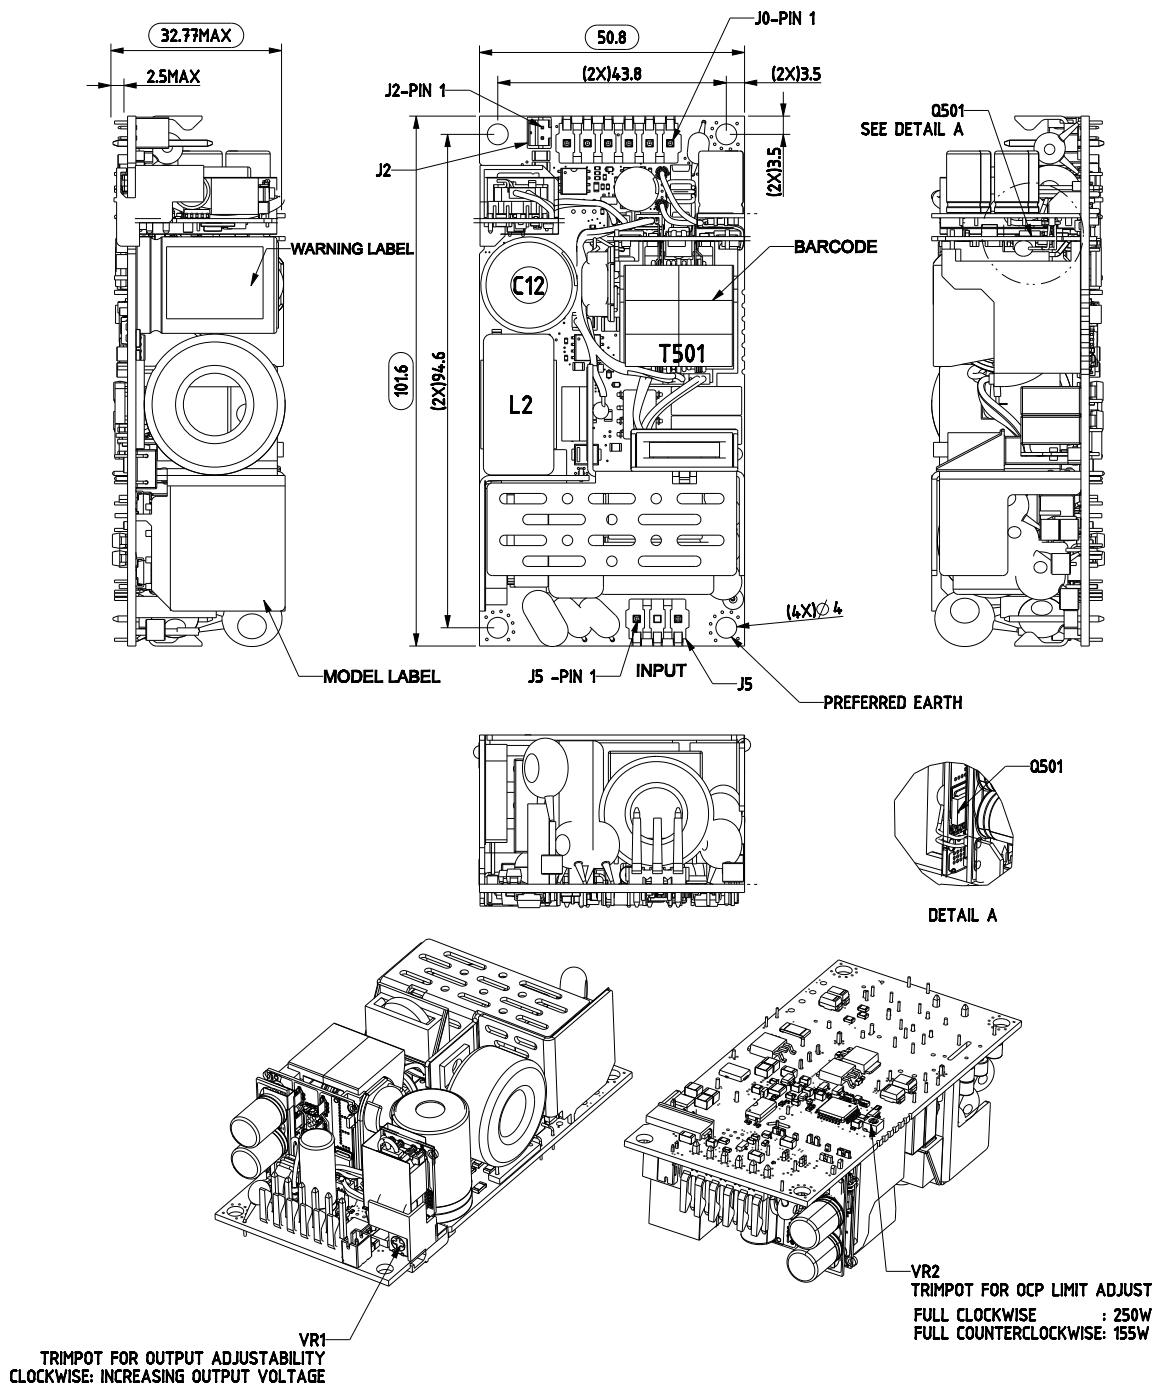 32.77MAX
2.5MAX
50.8
(2X)43.8
(2X)3.5
J0-PIN 1
J2-PIN 1
J2
(2X)3.5
Q501
SEE DETAIL A
WARNING LABEL
BARCODE
C12
T501
L2
101.6
(2X)94.6
(4X)Ø 4
MODEL LABEL
J5 -PIN 1
INPUT
J5
PREFERRED EARTH
Q501
DETAIL A
VR1
TRIMPOT FOR OUTPUT ADJUSTABILITY
CLOCKWISE: INCREASING OUTPUT VOLTAGE
VR2
TRIMPOT FOR OCP LIMIT ADJUST
FULL CLOCKWISE : 250W
FULL COUNTERCLOCKWISE: 155W